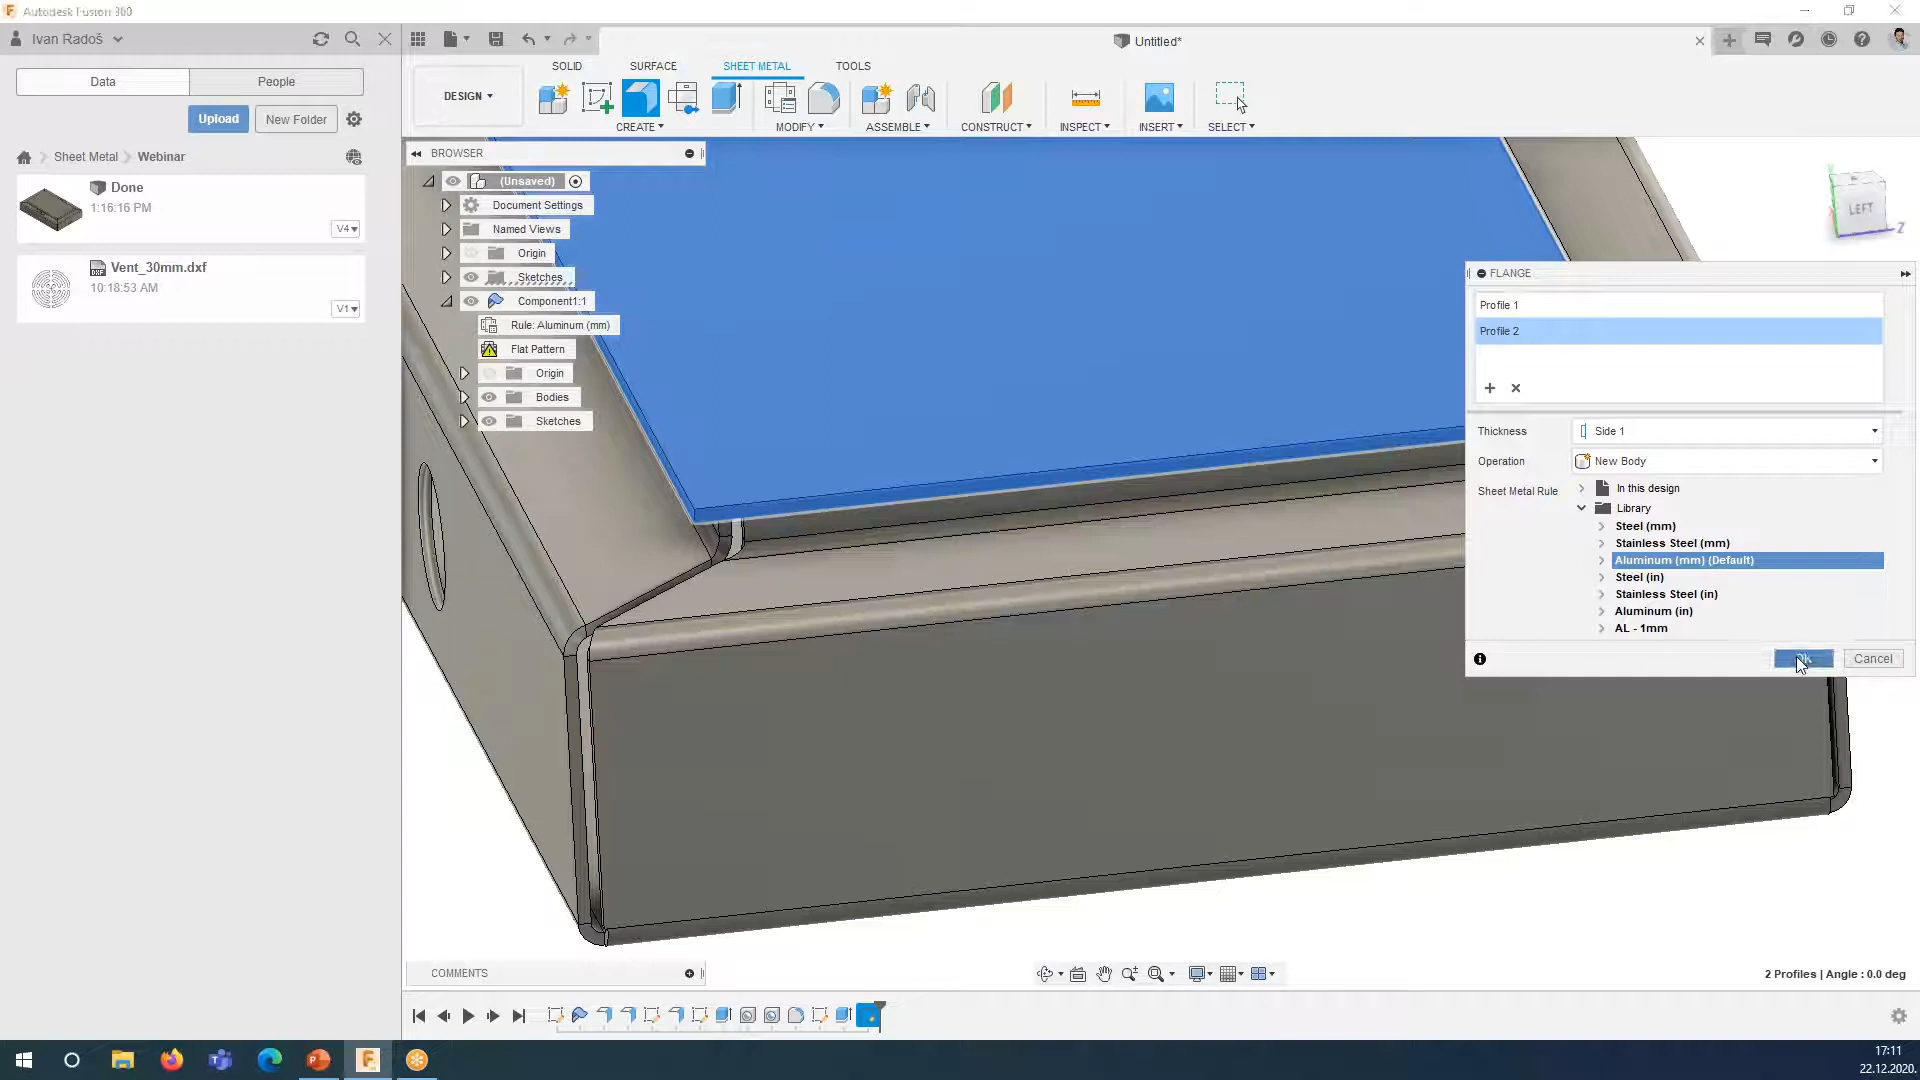 Autodesk Fusion 360
Ivan Radoš
Untitled*
Data
People
Upload
New Folder
Sheet Metal
Webinar
Done
1:16:16 PM
V4
Vent_30mm.dxf
10:18:53 AM
V1
DESIGN
SOLID
SURFACE
SHEET METAL
TOOLS
CREATE
MODIFY
ASSEMBLE
CONSTRUCT
INSPECT
INSERT
SELECT
BROWSER
(Unsaved)
Document Settings
Named Views
Origin
Sketches
Component1:1
Rule: Aluminum (mm)
Flat Pattern
Origin
Bodies
Sketches
LEFT
Z
FLANGE
Profile 1
Profile 2
Thickness
Side 1
Operation
New Body
Sheet Metal Rule
In this design
Library
Steel (mm)
Stainless Steel (mm)
Aluminum (mm) (Default)
Steel (in)
Stainless Steel (in)
Aluminum (in)
AL - 1mm
Cancel
COMMENTS
2 Profiles | Angle : 0.0 deg
17:11
22.12.2020.